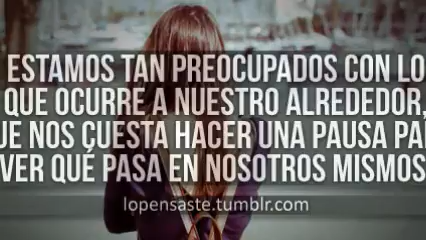 ESTAMOS TAN PREOCUPADOS CON LO
QUE OCURRE A NUESTRO ALREDEDOR,
NOS CUESTA HACER UNA PAUSA
VER QUÉ PASA EN NOSOTROS MISMOS
lopensaste.tumblr.com